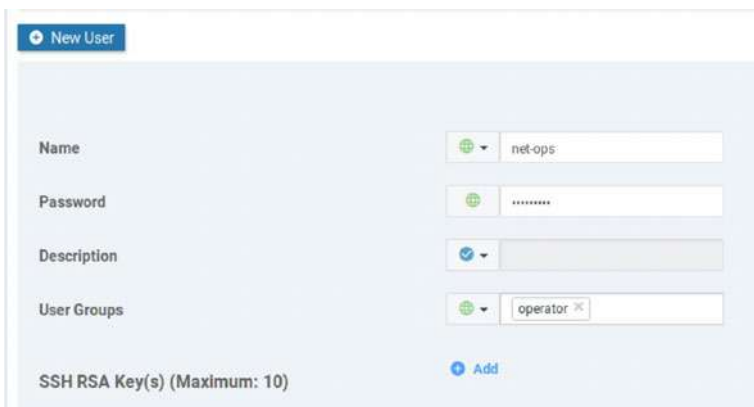 New User
Name
net-ops
Password
•••••••••
Description
User Groups
operator ×
SSH RSA Key(s) (Maximum: 10)
Add